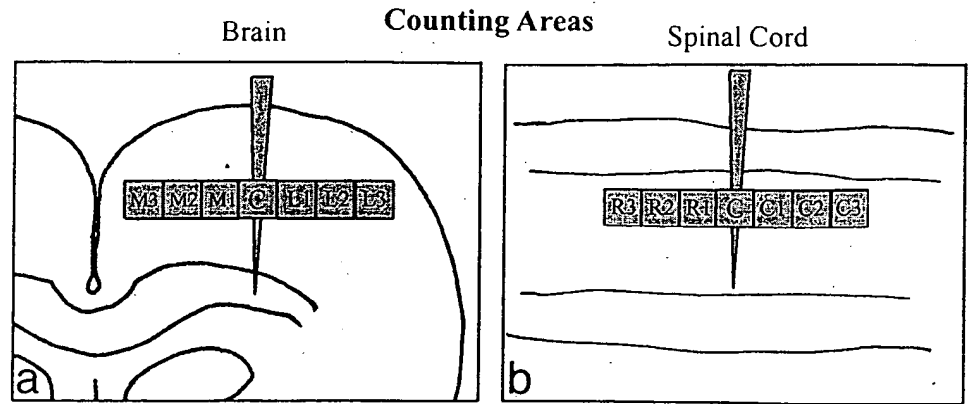 Counting Areas
Brain
Spinal Cord
M3 M2 M1 C L1 L2 L3
R3 R2 R1 C C1 C2 C3
a
b